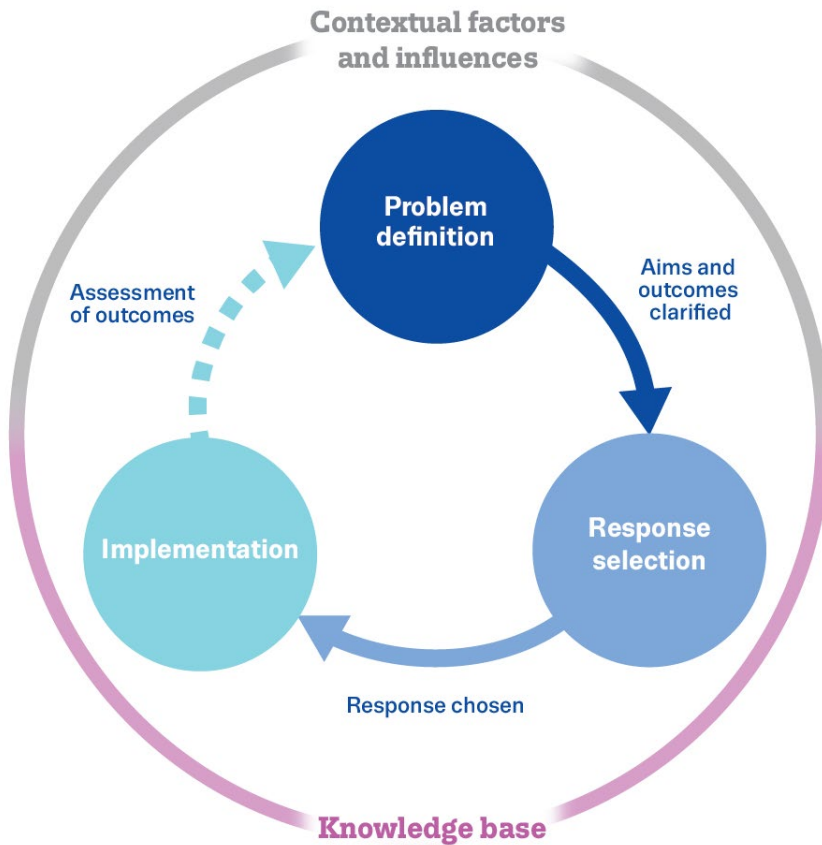 Contextual factors
and influences
Problem
definition
Aims and
outcomes
clarified
Assessment
of outcomes
Response
selection
Implementation
Response chosen
Knowledge base